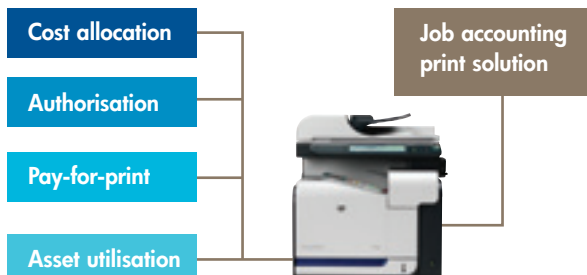 Cost allocation
Authorisation
Pay-for-print
Asset utilisation
Job accounting
print solution